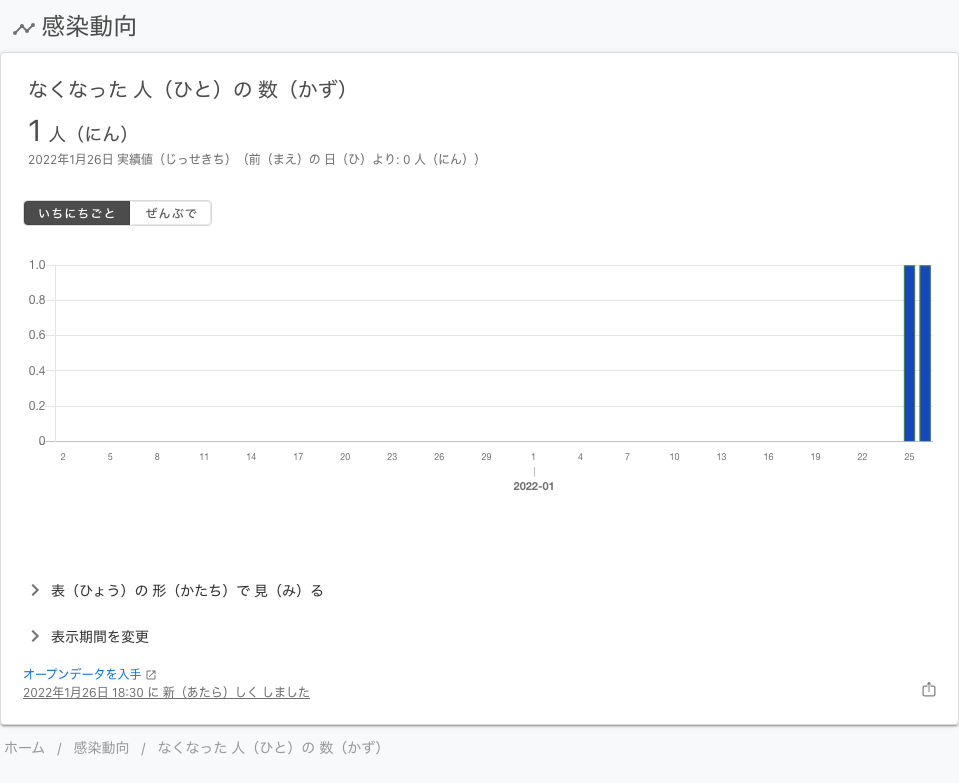 感染動向
なくなった 人（ひと）の 数（かず）
1 人（にん）
2022年1月26日 実績値（じっせきち）（前（まえ）の 日（ひ）より: 0 人（にん））
いちにちごと ぜんぶで
1.0
0.8
0.6
0.4
0.2
0
2 5 8 11 14 17 20 23 26 29 1 4 7 10 13 16 19 22 25
2022-01
表（ひょう）の 形（かたち）で 見（み）る
表示期間を変更
オープンデータを入手
2022年1月26日 18:30 に 新（あたら）しく しました
ホーム / 感染動向 / なくなった 人（ひと）の 数（かず）